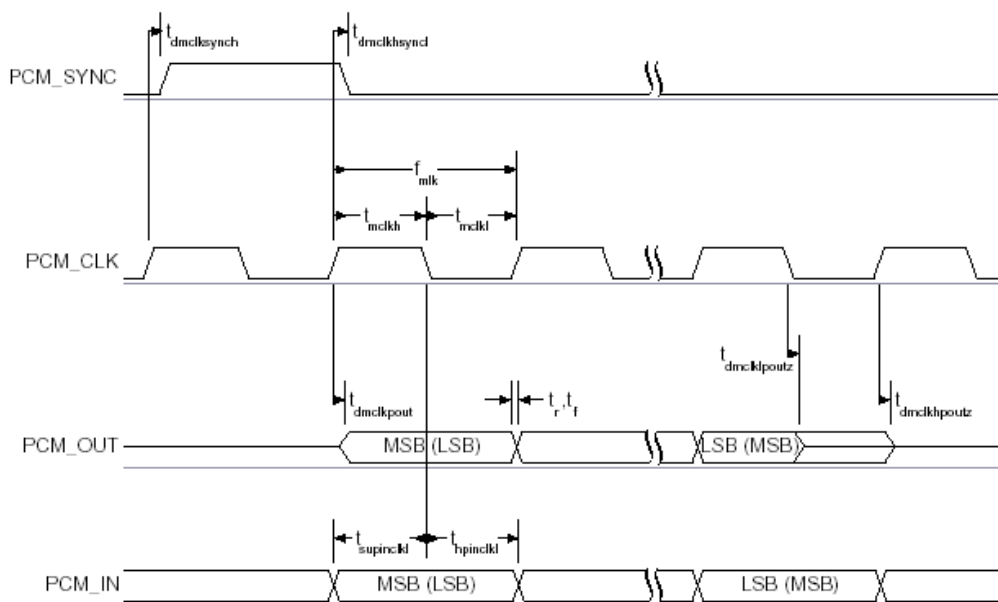 t_dmclksynch
t_dmclkhsyncl
PCM_SYNC
f_mlk
t_mclkh
t_mclkl
PCM_CLK
t_dmclklpoutz
t_dmclkpout
t_r,t_f
t_dmclkhpoutz
PCM_OUT
MSB (LSB)
LSB (MSB)
t_supinclkl
t_hpinclkl
PCM_IN
MSB (LSB)
LSB (MSB)